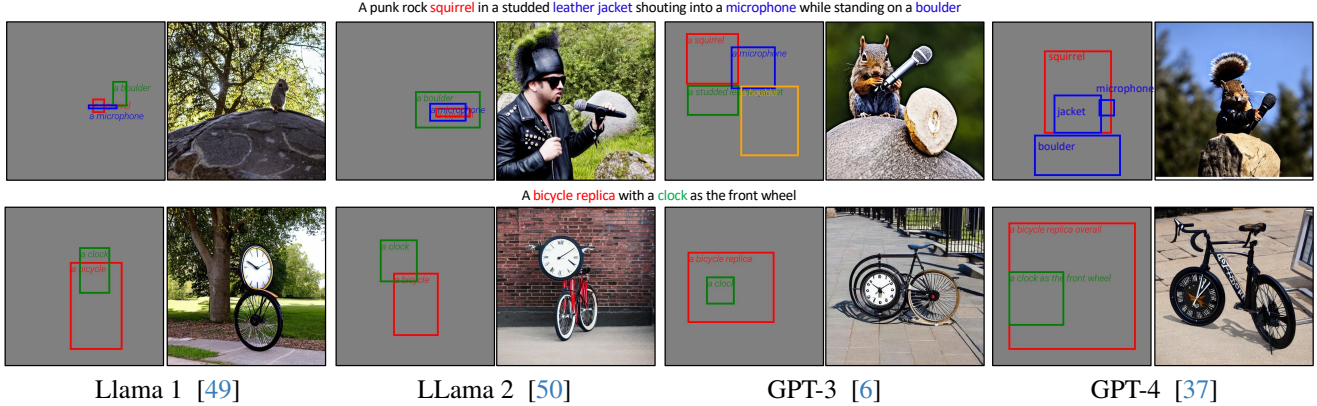 A punk rock squirrel in a studded leather jacket shouting into a microphone while standing on a boulder
a boulder
a microphone
a boulder
a microphone
a squirrel
a microphone
a studded
squirrel
microphone
jacket
boulder
A bicycle replica with a clock as the front wheel
a clock
a bicycle
a clock
a bicycle
a bicycle replica
a clock
a bicycle replica overall
a clock as the front wheel
Llama 1 [49] LLama 2 [50] GPT-3 [6] GPT-4 [37]